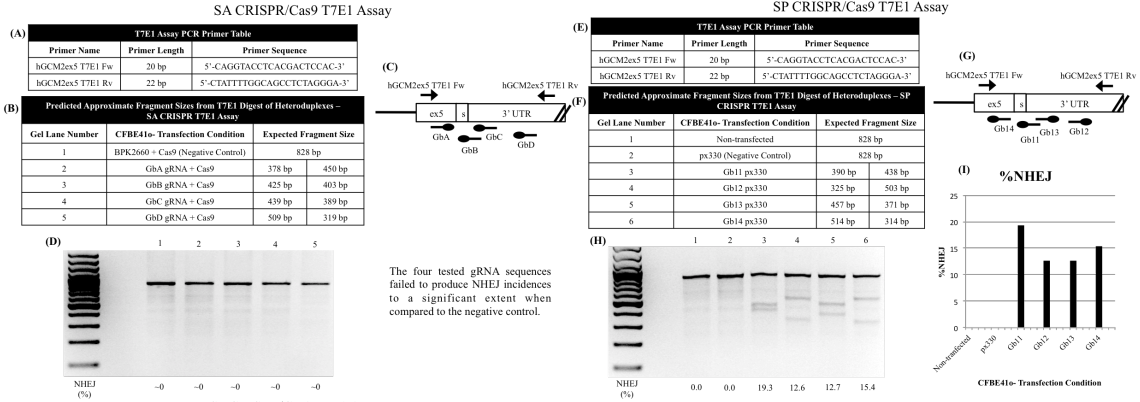 SA CRISPR/Cas9 T7E1 Assay
(A)
T7E1 Assay PCR Primer Table
Primer Name Primer Length Primer Sequence
hGCM2ex5 T7E1 Fw 20 bp 5'-CAGGTACCTCACGACTCCAC-3'
hGCM2ex5 T7E1 Rv 22 bp 5'-CTATTTTGGCAGCCTCTAGGGA-3'
(B)
Predicted Approximate Fragment Sizes from T7E1 Digest of Heteroduplexes –
SA CRISPR T7E1 Assay
Gel Lane Number CFBE41o- Transfection Condition Expected Fragment Size
1 BPK2660 + Cas9 (Negative Control) 828 bp
2 GbA gRNA + Cas9 378 bp 450 bp
3 GbB gRNA + Cas9 425 bp 403 bp
4 GbC gRNA + Cas9 439 bp 389 bp
5 GbD gRNA + Cas9 509 bp 319 bp
(C)
hGCM2ex5 T7E1 Fw hGCM2ex5 T7E1 Rv
ex5 s 3' UTR
GbA GbB GbC GbD
(D)
1 2 3 4 5
NHEJ
(%)
~0 ~0 ~0 ~0 ~0
The four tested gRNA sequences
failed to produce NHEJ incidences
to a significant extent when
compared to the negative control.
SP CRISPR/Cas9 T7E1 Assay
(E)
T7E1 Assay PCR Primer Table
Primer Name Primer Length Primer Sequence
hGCM2ex5 T7E1 Fw 20 bp 5'-CAGGTACCTCACGACTCCAC-3'
hGCM2ex5 T7E1 Rv 22 bp 5'-CTATTTTGGCAGCCTCTAGGGA-3'
(F)
Predicted Approximate Fragment Sizes from T7E1 Digest of Heteroduplexes – SP
CRISPR T7E1 Assay
Gel Lane Number CFBE41o- Transfection Condition Expected Fragment Size
1 Non-transfected 828 bp
2 px330 (Negative Control) 828 bp
3 Gb11 px330 390 bp 438 bp
4 Gb12 px330 325 bp 503 bp
5 Gb13 px330 457 bp 371 bp
6 Gb14 px330 514 bp 314 bp
(G)
hGCM2ex5 T7E1 Fw hGCM2ex5 T7E1 Rv
ex5 s 3' UTR
Gb14 Gb11 Gb13 Gb12
(H)
1 2 3 4 5 6
NHEJ
(%)
0.0 0.0 19.3 12.6 12.7 15.4
(I)
%NHEJ
%NHEJ
25
20
15
10
5
0
Non-tranfected px330 Gb11 Gb12 Gb13 Gb14
CFBE41o- Transfection Condition